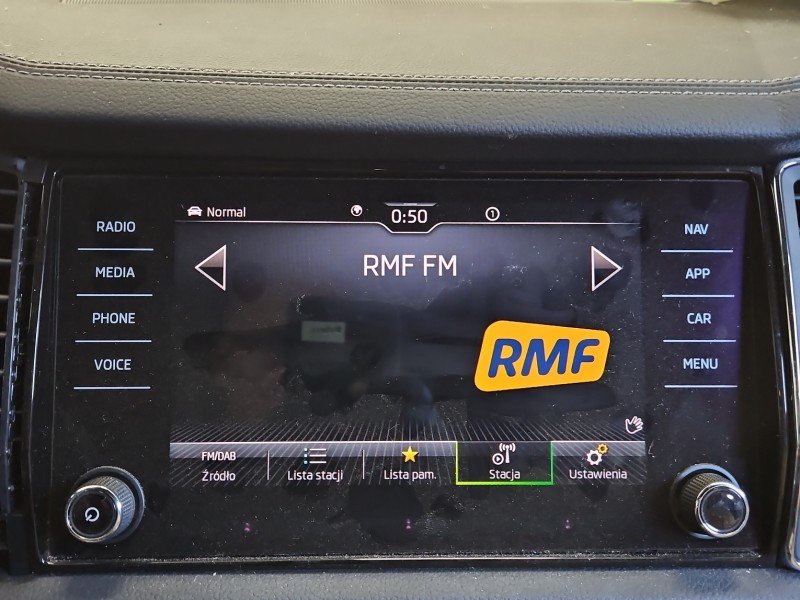 RADIO
MEDIA
PHONE
VOICE
Normal
0:50
1
RMF FM
RMF
FM/DAB
Źródło
Lista stacji
Lista pam.
Stacja
Ustawienia
NAV
APP
CAR
MENU